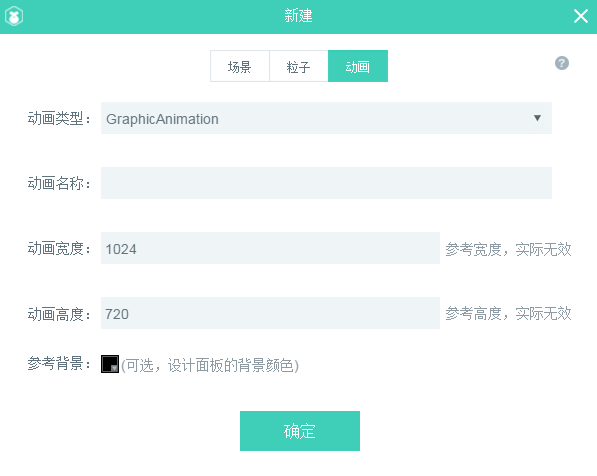 新建
场景 粒子 动画 ?
动画类型： GraphicAnimation
动画名称：
动画宽度： 1024 参考宽度，实际无效
动画高度： 720 参考高度，实际无效
参考背景： (可选，设计面板的背景颜色)
确定